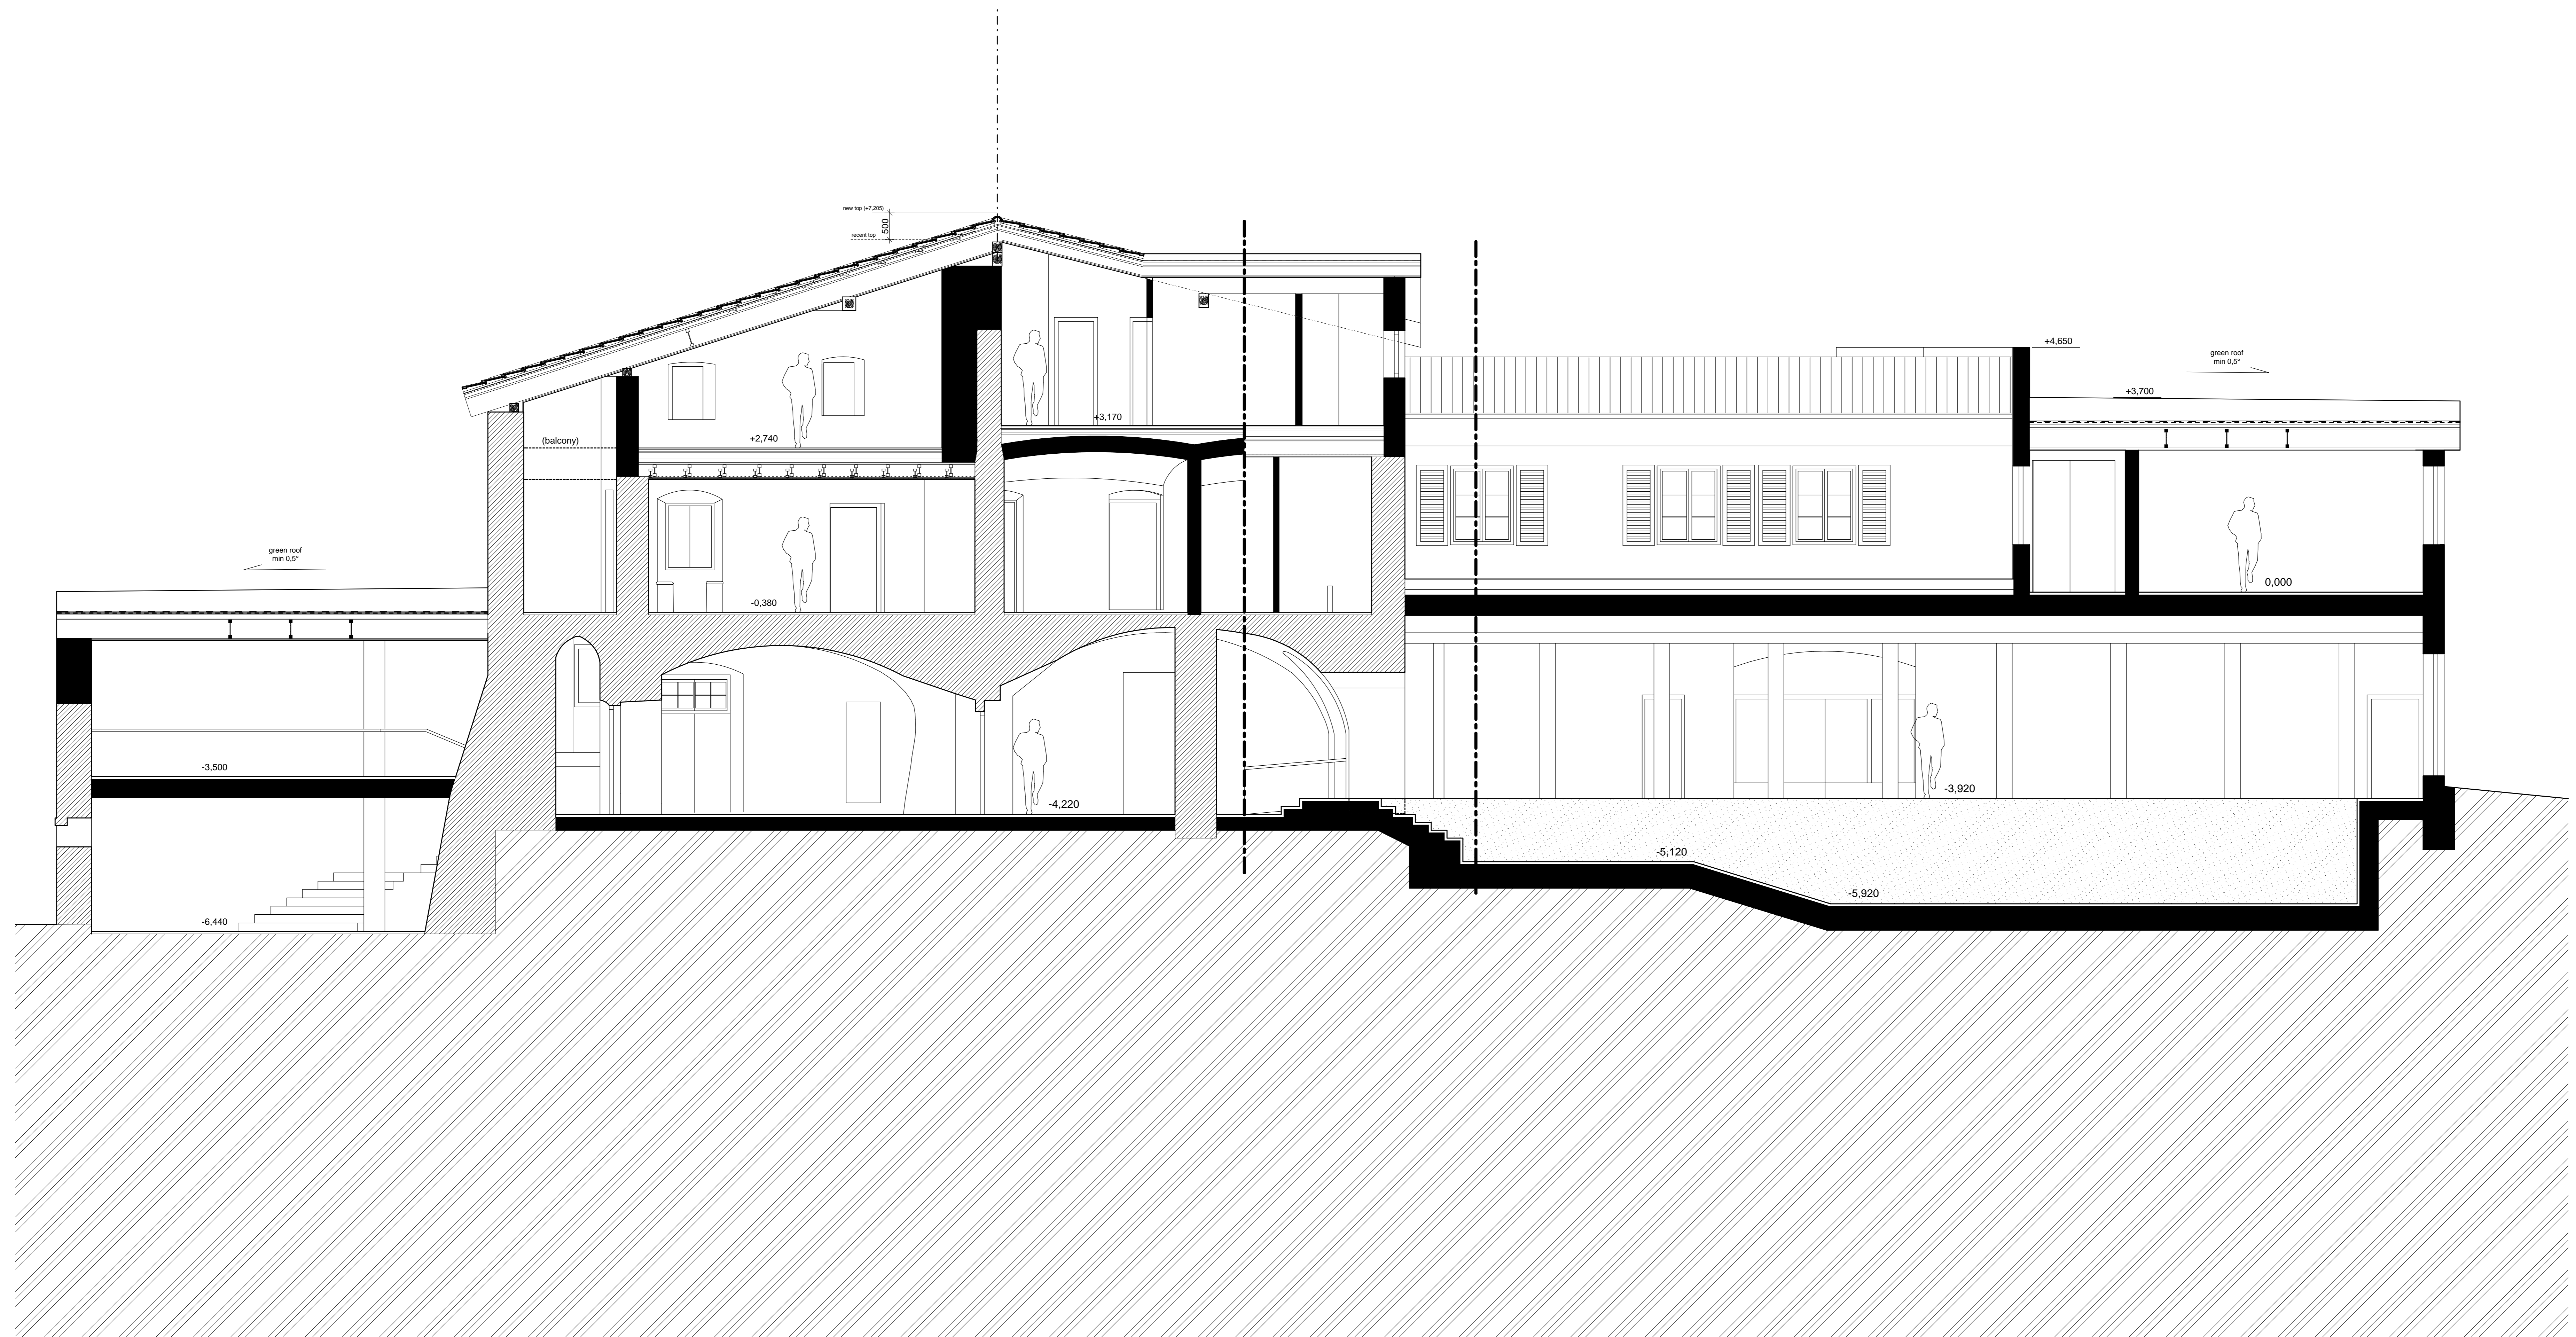 new top (+7,205)
500
recent top
+4,650
green roof
min 0,5°
+3,700
+3,170
+2,740
(balcony)
green roof
min 0,5°
0,000
-0,380
-3,500
-3,920
-4,220
-5,120
-5,920
-6,440